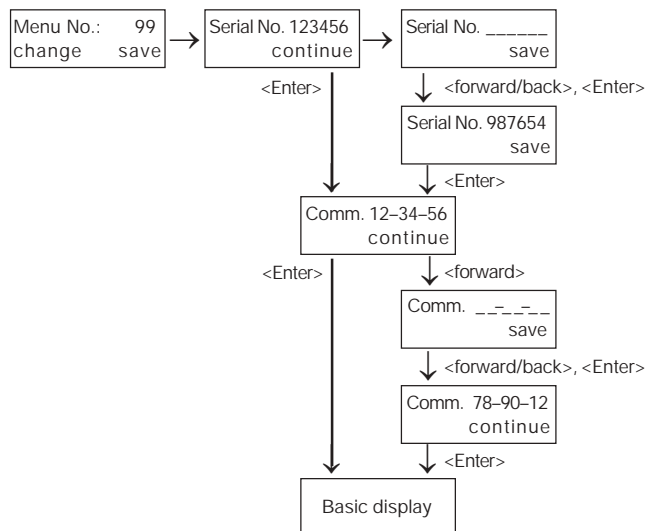 Menu No.: 99
change save
Serial No. 123456
continue
Serial No. ______
save
<Enter>
<forward/back>, <Enter>
Serial No. 987654
save
<Enter>
Comm. 12–34–56
continue
<Enter>
<forward>
Comm. __–__–__
save
<forward/back>, <Enter>
Comm. 78–90–12
continue
<Enter>
Basic display